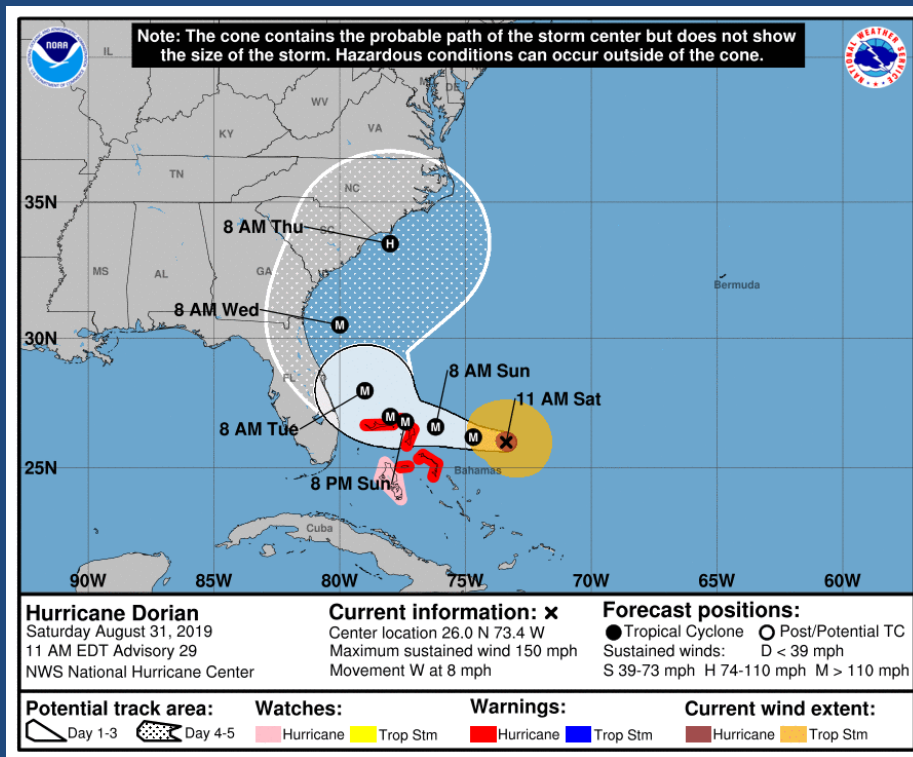 Note: The cone contains the probable path of the storm center but does not show
the size of the storm. Hazardous conditions can occur outside of the cone.
NOAA
NATIONAL WEATHER SERVICE
IL
WV
DE
KY
VA
TN
NC
35N
SC
8 AM Thu
MS
AL
GA
Bermuda
8 AM Wed
H
M
30N
FL
8 AM Sun
11 AM Sat
M
M
M
M
M
8 AM Tue
8 PM Sun
25N
Bahamas
Cuba
90W 85W 80W 75W 70W 65W 60W
Hurricane Dorian
Saturday August 31, 2019
11 AM EDT Advisory 29
NWS National Hurricane Center
Current information: ×
Center location 26.0 N 73.4 W
Maximum sustained wind 150 mph
Movement W at 8 mph
Forecast positions:
Tropical Cyclone Post/Potential TC
Sustained winds: D < 39 mph
S 39-73 mph H 74-110 mph M > 110 mph
Potential track area:
Day 1-3 Day 4-5
Watches:
Hurricane Trop Stm
Warnings:
Hurricane Trop Stm
Current wind extent:
Hurricane Trop Stm